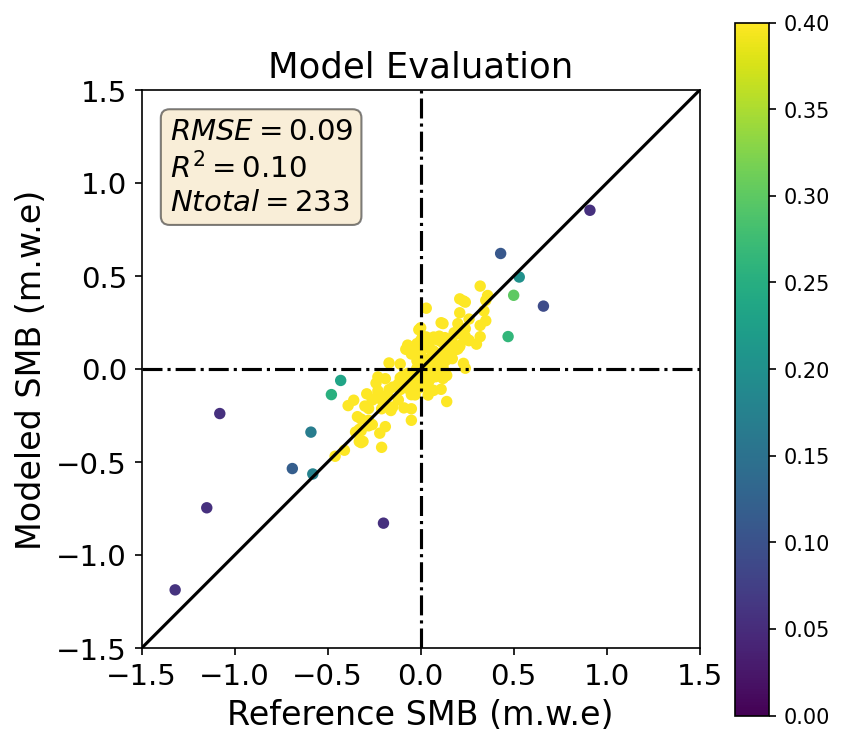 Model Evaluation
RMSE = 0.09
R² = 0.10
Ntotal = 233
Modeled SMB (m.w.e)
1.5
1.0
0.5
0.0
−0.5
−1.0
−1.5
−1.5 −1.0 −0.5 0.0 0.5 1.0 1.5
Reference SMB (m.w.e)
0.40
0.35
0.30
0.25
0.20
0.15
0.10
0.05
0.00